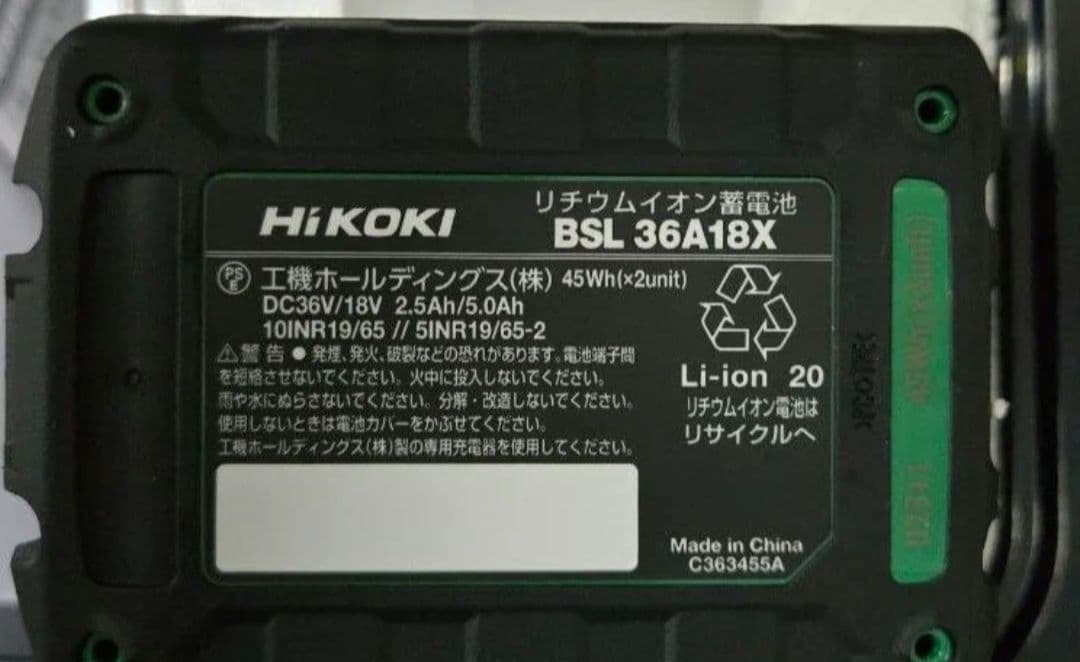 HiKOKI
リチウムイオン蓄電池
BSL 36A18X
PS E 工機ホールディングス(株) 45Wh(×2unit)
DC36V/18V 2.5Ah/5.0Ah
10INR19/65 // 5INR19/65-2
⚠警告 ● 発煙、発火、破裂などの恐れがあります。電池端子間
を短絡させないでください。火中に投入しないでください。
雨や水にぬらさないでください。分解・改造しないでください。
使用しないときは電池カバーをかぶせてください。
工機ホールディングス(株)製の専用充電器を使用してください。
Li-ion 20
リチウムイオン電池は
リサイクルへ
Made in China
C363455A